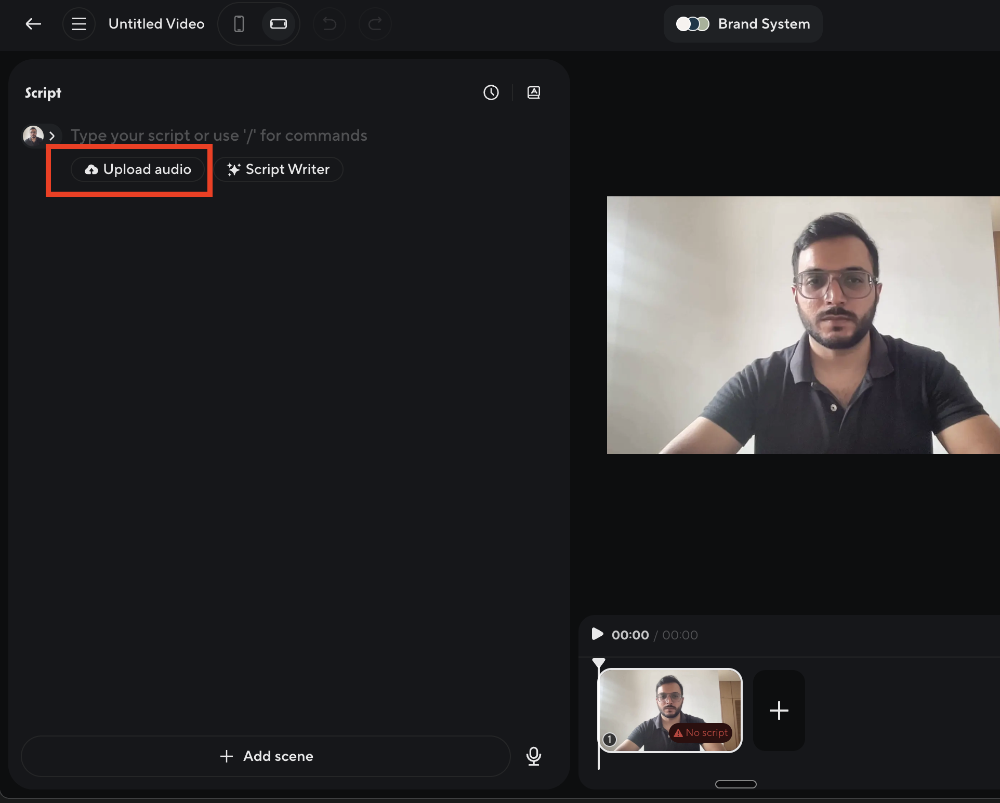 Untitled Video
Brand System
Script
Type your script or use '/' for commands
Upload audio
Script Writer
00:00 / 00:00
1
No script
Add scene